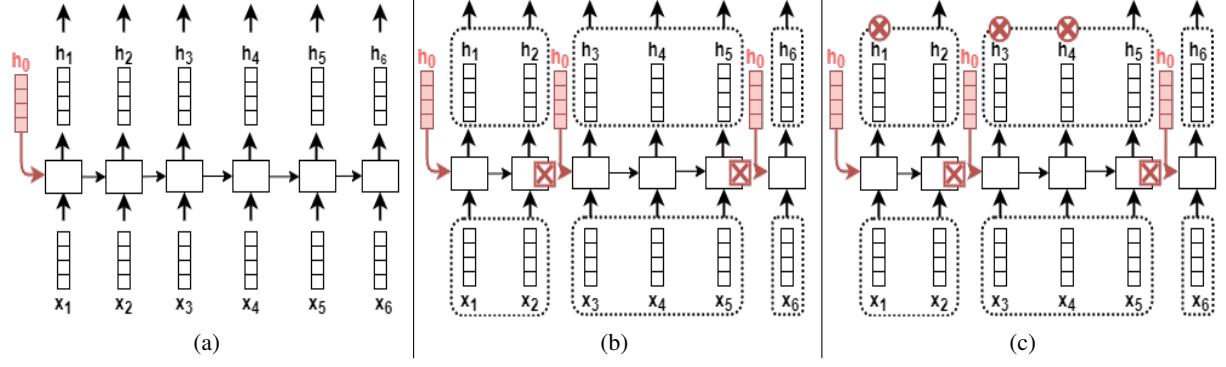 h₁ h₂ h₃ h₄ h₅ h₆
h₀
x₁ x₂ x₃ x₄ x₅ x₆
(a)
h₁ h₂ h₃ h₄ h₅ h₆
h₀ h₀ h₀
x₁ x₂ x₃ x₄ x₅ x₆
(b)
h₁ h₂ h₃ h₄ h₅ h₆
h₀ h₀ h₀
x₁ x₂ x₃ x₄ x₅ x₆
(c)